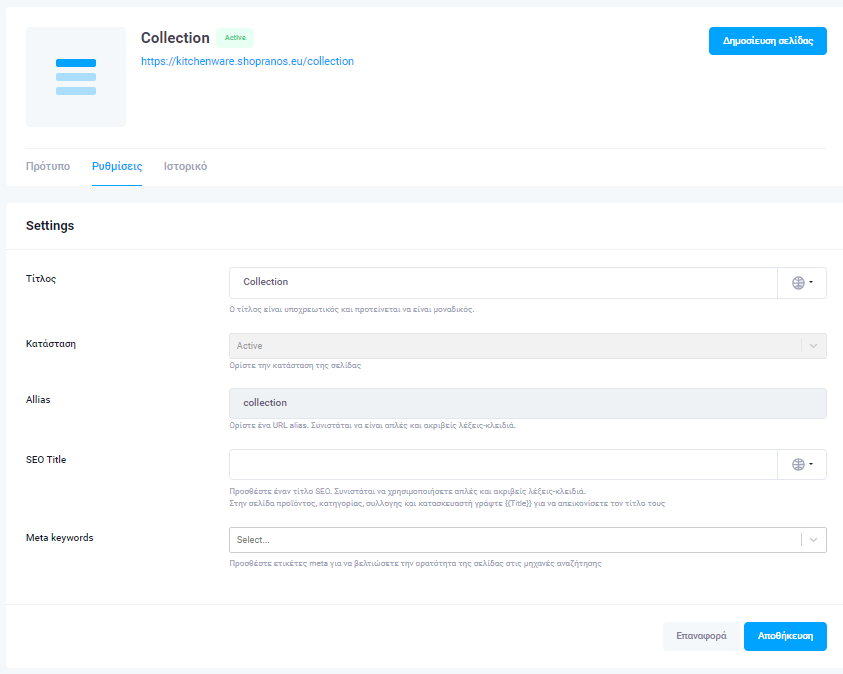 Collection Active
Δημοσίευση σελίδας
https://kitchenware.shopranos.eu/collection
Πρότυπο Ρυθμίσεις Ιστορικό
Settings
Τίτλος
Collection
Ο τίτλος είναι υποχρεωτικός και προτείνεται να είναι μοναδικός.
Κατάσταση
Active
Ορίστε την κατάσταση της σελίδας
Allias
collection
Ορίστε ένα URL alias. Συνιστάται να είναι απλές και ακριβείς λέξεις-κλειδιά.
SEO Title
Προσθέστε έναν τίτλο SEO. Συνιστάται να χρησιμοποιήσετε απλές και ακριβείς λέξεις-κλειδιά.
Στην σελίδα προϊόντος, κατηγορίας, συλλογης και κατασκευαστή γράψτε {{Title}} για να απεικονίσετε τον τίτλο τους
Meta keywords
Select...
Προσθέστε ετικέτες meta για να βελτιώσετε την ορατότητα της σελίδας στις μηχανές αναζήτησης
Επαναφορά
Αποθήκευση